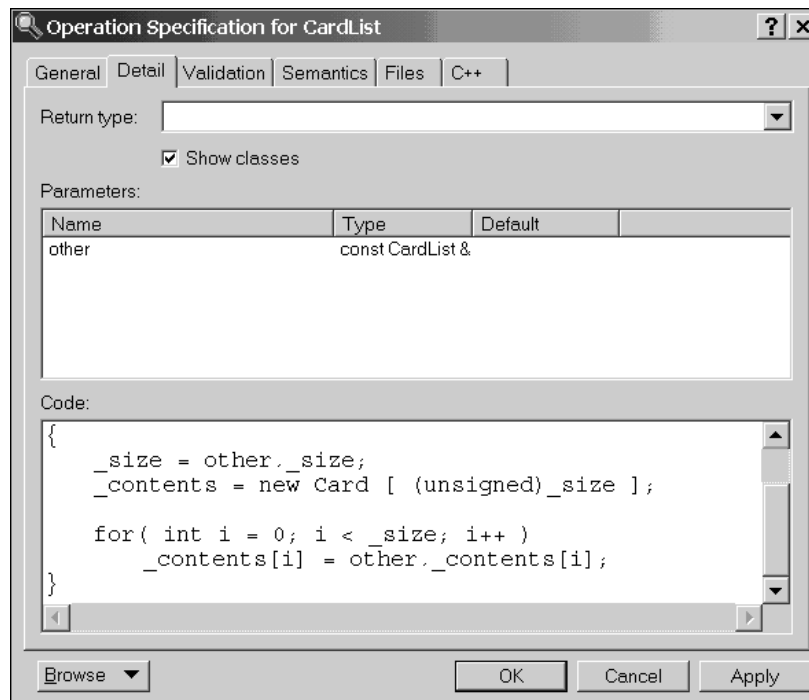 Operation Specification for CardList
General Detail Validation Semantics Files C++
Return type:
Show classes
Parameters:
Name Type Default
other const CardList &
Code:
{
_size = other._size;
_contents = new Card [ (unsigned)_size ];
for( int i = 0; i < _size; i++ )
_contents[i] = other._contents[i];
}
Browse OK Cancel Apply